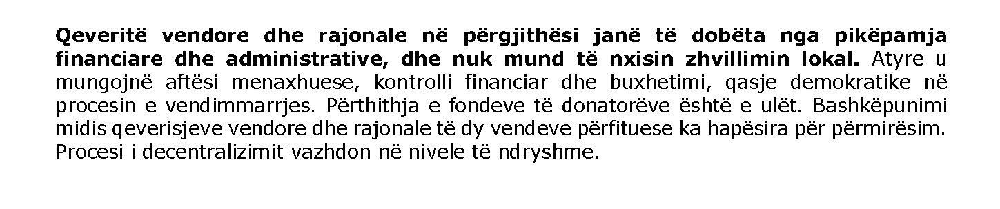 Qeveritë vendore dhe rajonale në përgjithësi janë të dobëta nga pikëpamja
financiare dhe administrative, dhe nuk mund të nxisin zhvillimin lokal. Atyre u
mungojnë aftësi menaxhuese, kontrolli financiar dhe buxhetimi, qasje demokratike në
procesin e vendimmarrjes. Përthithja e fondeve të donatorëve është e ulët. Bashkëpunimi
midis qeverisjeve vendore dhe rajonale të dy vendeve përfituese ka hapësira për përmirësim.
Procesi i decentralizimit vazhdon në nivele të ndryshme.